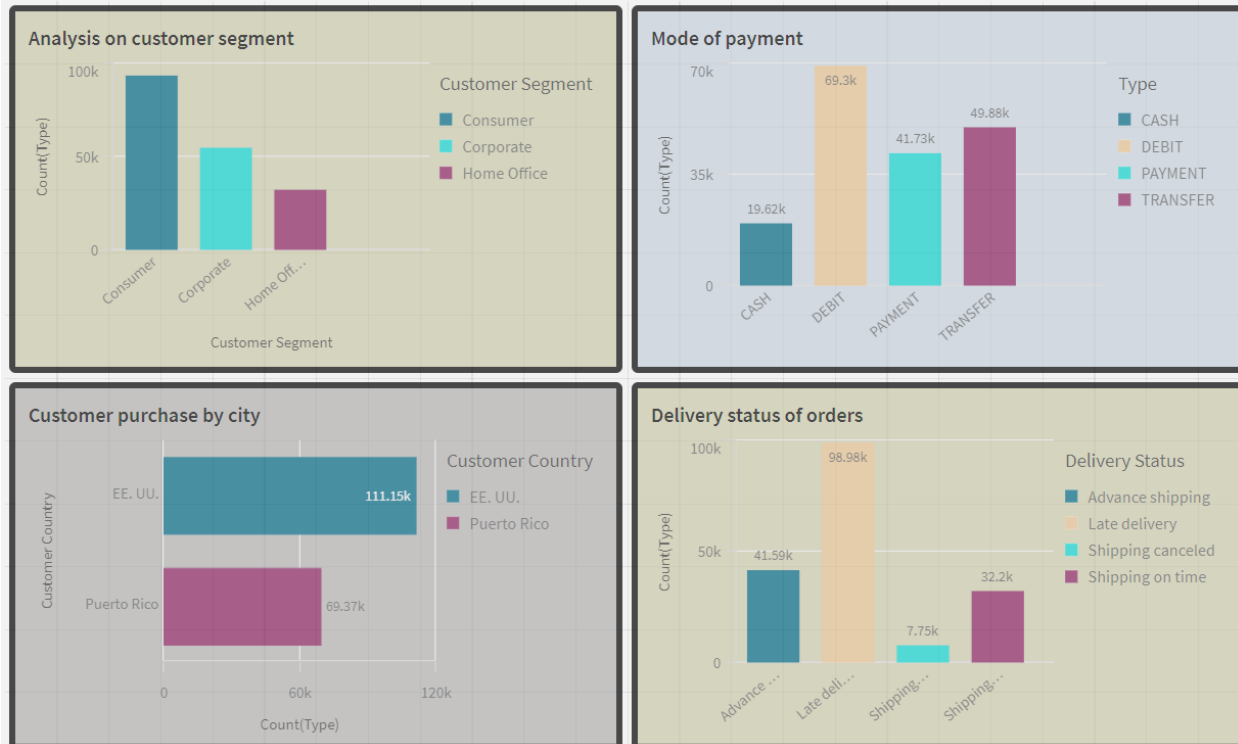 Analysis on customer segment
100k
50k
0
Count(Type)
Consumer
Corporate
Home Off...
Customer Segment
Customer Segment
Consumer
Corporate
Home Office
Mode of payment
70k
35k
0
Count(Type)
19.62k
69.3k
41.73k
49.88k
CASH
DEBIT
PAYMENT
TRANSFER
Type
CASH
DEBIT
PAYMENT
TRANSFER
Customer purchase by city
Customer Country
EE. UU.
111.15k
Puerto Rico
69.37k
0
60k
120k
Count(Type)
Customer Country
EE. UU.
Puerto Rico
Delivery status of orders
100k
50k
0
Count(Type)
41.59k
98.98k
7.75k
32.2k
Advance ...
Late deli...
Shipping...
Shipping...
Delivery Status
Advance shipping
Late delivery
Shipping canceled
Shipping on time